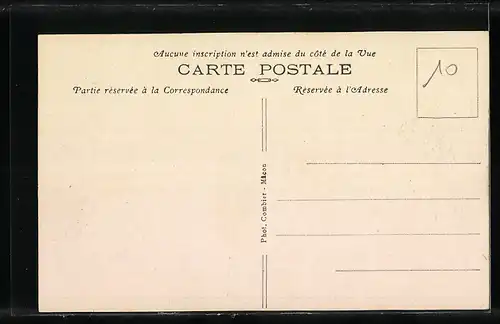 Aucune inscription n'est admise du côté de la Vue
CARTE POSTALE
Partie réservée à la Correspondance
Réservée à l'Adresse
10
Phot. Combier - Mâcon